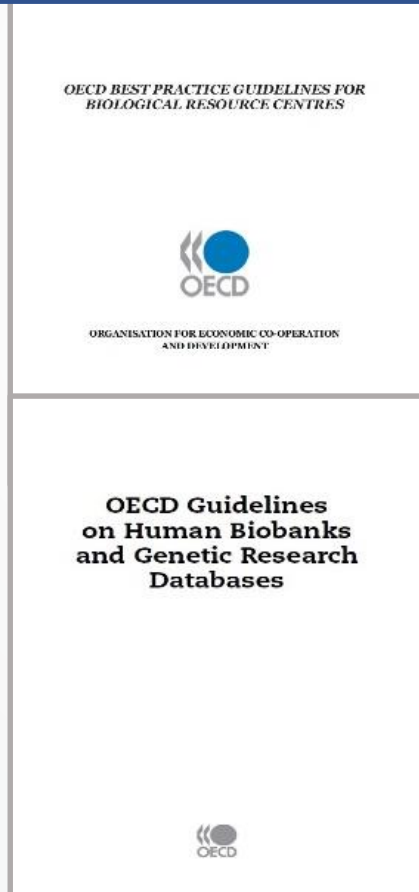 OECD BEST PRACTICE GUIDELINES FOR
BIOLOGICAL RESOURCE CENTRES
OECD
ORGANISATION FOR ECONOMIC CO-OPERATION
AND DEVELOPMENT
OECD Guidelines
on Human Biobanks
and Genetic Research
Databases
OECD